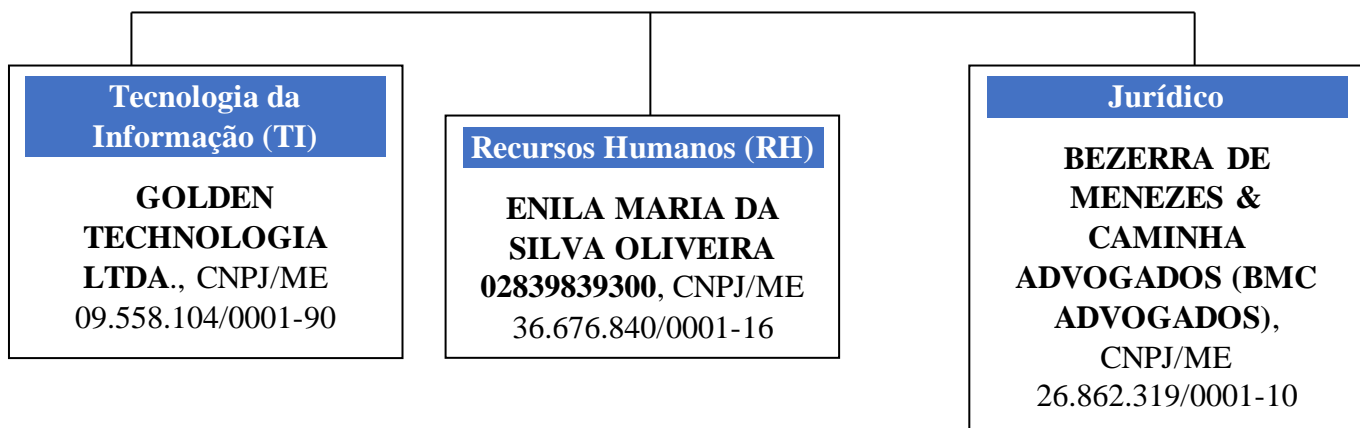 Tecnologia da
Informação (TI)
GOLDEN
TECHNOLOGIA
LTDA., CNPJ/ME
09.558.104/0001-90
Recursos Humanos (RH)
ENILA MARIA DA
SILVA OLIVEIRA
02839839300, CNPJ/ME
36.676.840/0001-16
Jurídico
BEZERRA DE
MENEZES &
CAMINHA
ADVOGADOS (BMC
ADVOGADOS),
CNPJ/ME
26.862.319/0001-10